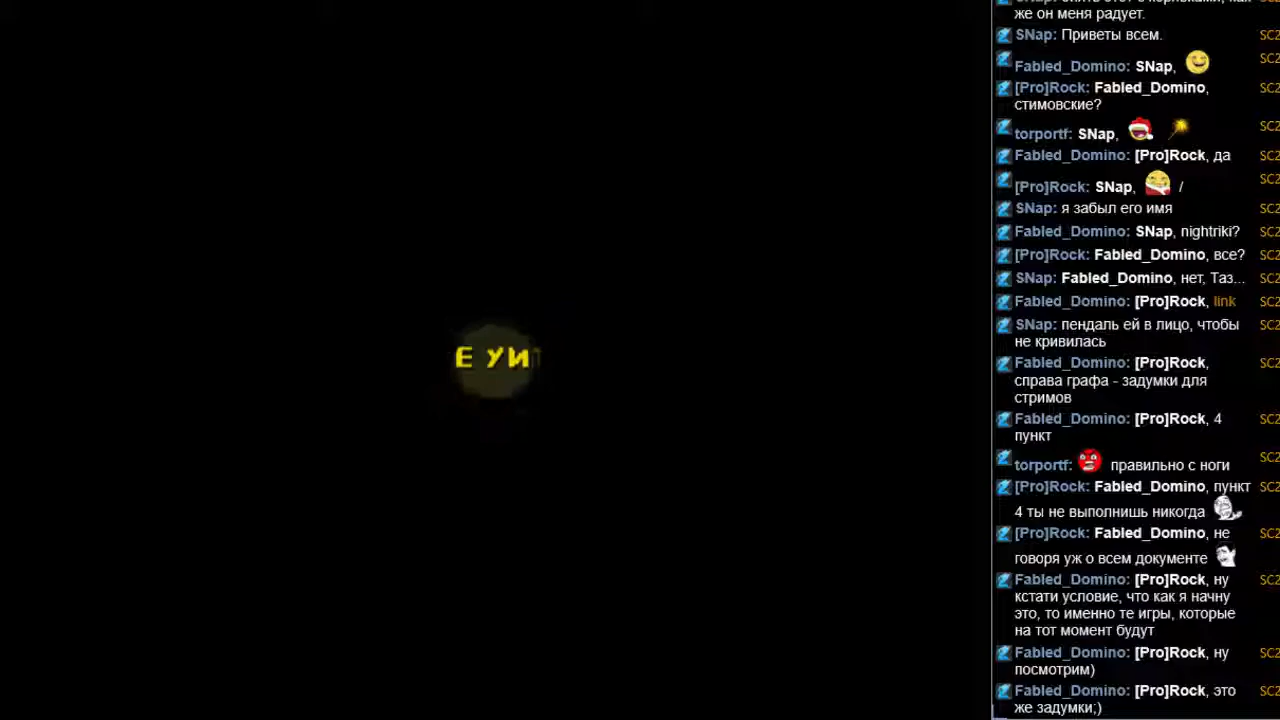 же он меня радует.
SNap: Приветы всем.
Fabled_Domino: SNap,
[Pro]Rock: Fabled_Domino,
стимовские?
torportf: SNap,
Fabled_Domino: [Pro]Rock, да
[Pro]Rock: SNap, /
SNap: я забыл его имя
Fabled_Domino: SNap, nightriki?
[Pro]Rock: Fabled_Domino, все?
SNap: Fabled_Domino, нет, Таз...
Fabled_Domino: [Pro]Rock, link
SNap: пендаль ей в лицо, чтобы
не кривилась
Fabled_Domino: [Pro]Rock,
справа графа - задумки для
стримов
Fabled_Domino: [Pro]Rock, 4
пункт
torportf: правильно с ноги
[Pro]Rock: Fabled_Domino, пункт
4 ты не выполнишь никогда
[Pro]Rock: Fabled_Domino, не
говоря уж о всем документе
Fabled_Domino: [Pro]Rock, ну
кстати условие, что как я начну
это, то именно те игры, которые
на тот момент будут
Fabled_Domino: [Pro]Rock, ну
посмотрим)
Fabled_Domino: [Pro]Rock, это
же задумки;)
Е УИ